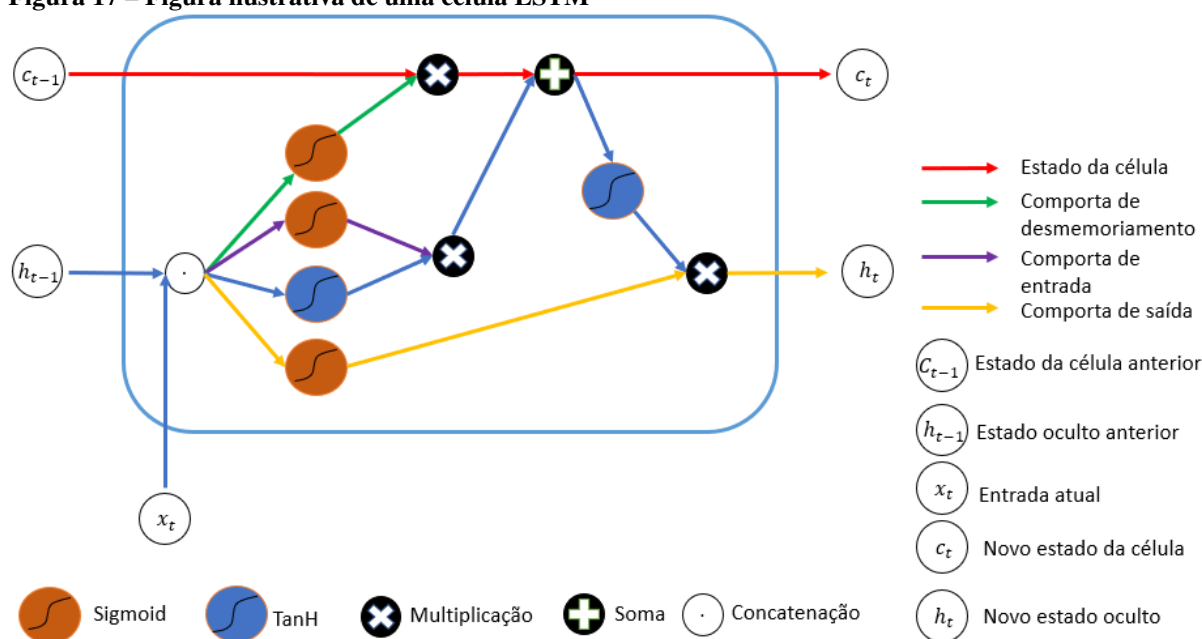 Figura 17 – Figura ilustrativa de uma célula LSTM
c_{t-1}
c_t
h_{t-1}
·
h_t
x_t
Estado da célula
Comporta de
desmemoriamento
Comporta de
entrada
Comporta de saída
C_{t-1} Estado da célula anterior
h_{t-1} Estado oculto anterior
x_t Entrada atual
c_t Novo estado da célula
h_t Novo estado oculto
Sigmoid
TanH
Multiplicação
Soma
· Concatenação